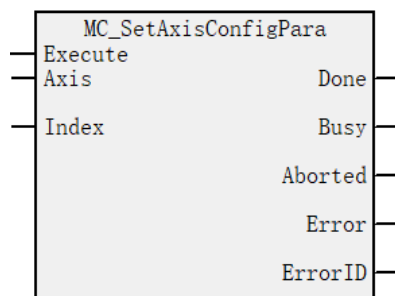 MC_SetAxisConfigPara
Execute
Axis Done
Index Busy
Aborted
Error
ErrorID